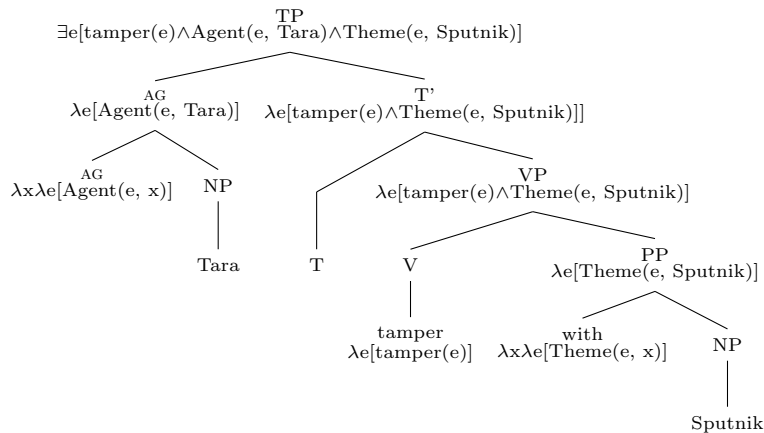 TP
∃e[tamper(e)∧Agent(e, Tara)∧Theme(e, Sputnik)]
AG
λe[Agent(e, Tara)]
T’
λe[tamper(e)∧Theme(e, Sputnik)]]
AG
λxλe[Agent(e, x)]
NP
VP
λe[tamper(e)∧Theme(e, Sputnik)]
Tara
T
V
PP
λe[Theme(e, Sputnik)]
tamper
λe[tamper(e)]
with
λxλe[Theme(e, x)]
NP
Sputnik